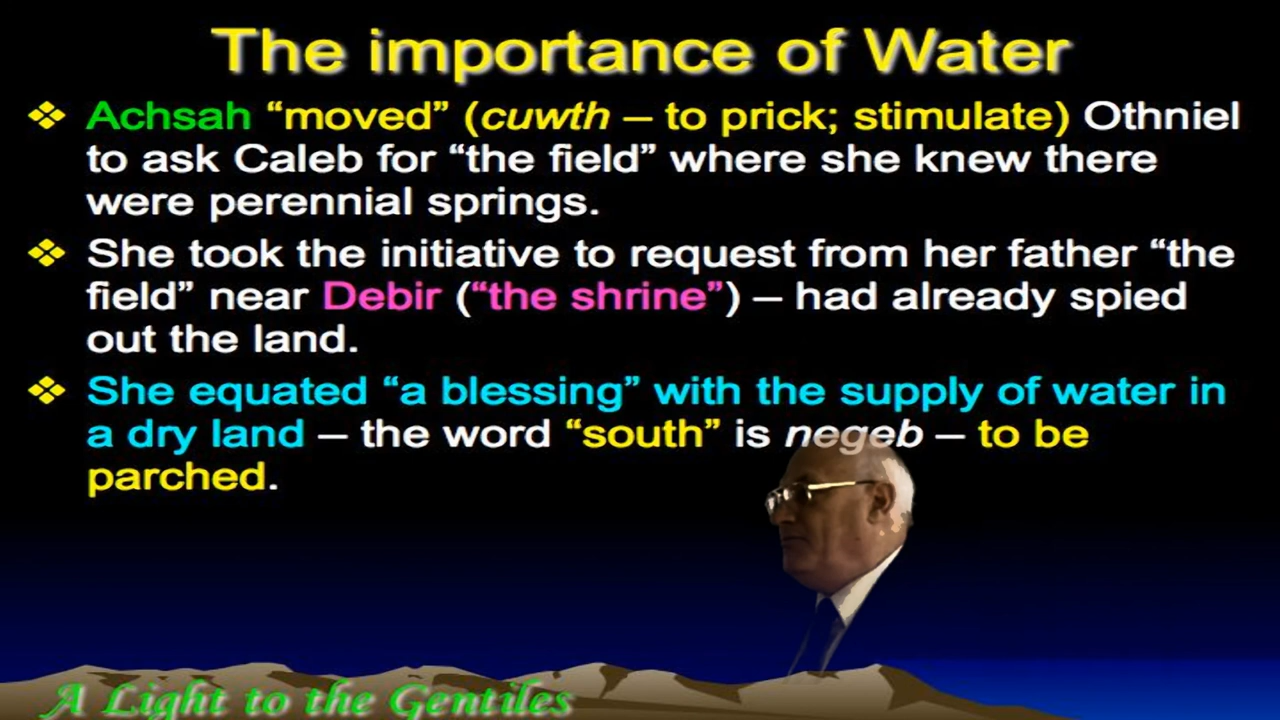 The importance of Water
❖ Achsah “moved” (cuwth – to prick; stimulate) Othniel
to ask Caleb for “the field” where she knew there
were perennial springs.
❖ She took the initiative to request from her father “the
field” near Debir (“the shrine”) – had already spied
out the land.
❖ She equated “a blessing” with the supply of water in
a dry land – the word “south” is negeb – to be
parched.
A Light to the Gentiles